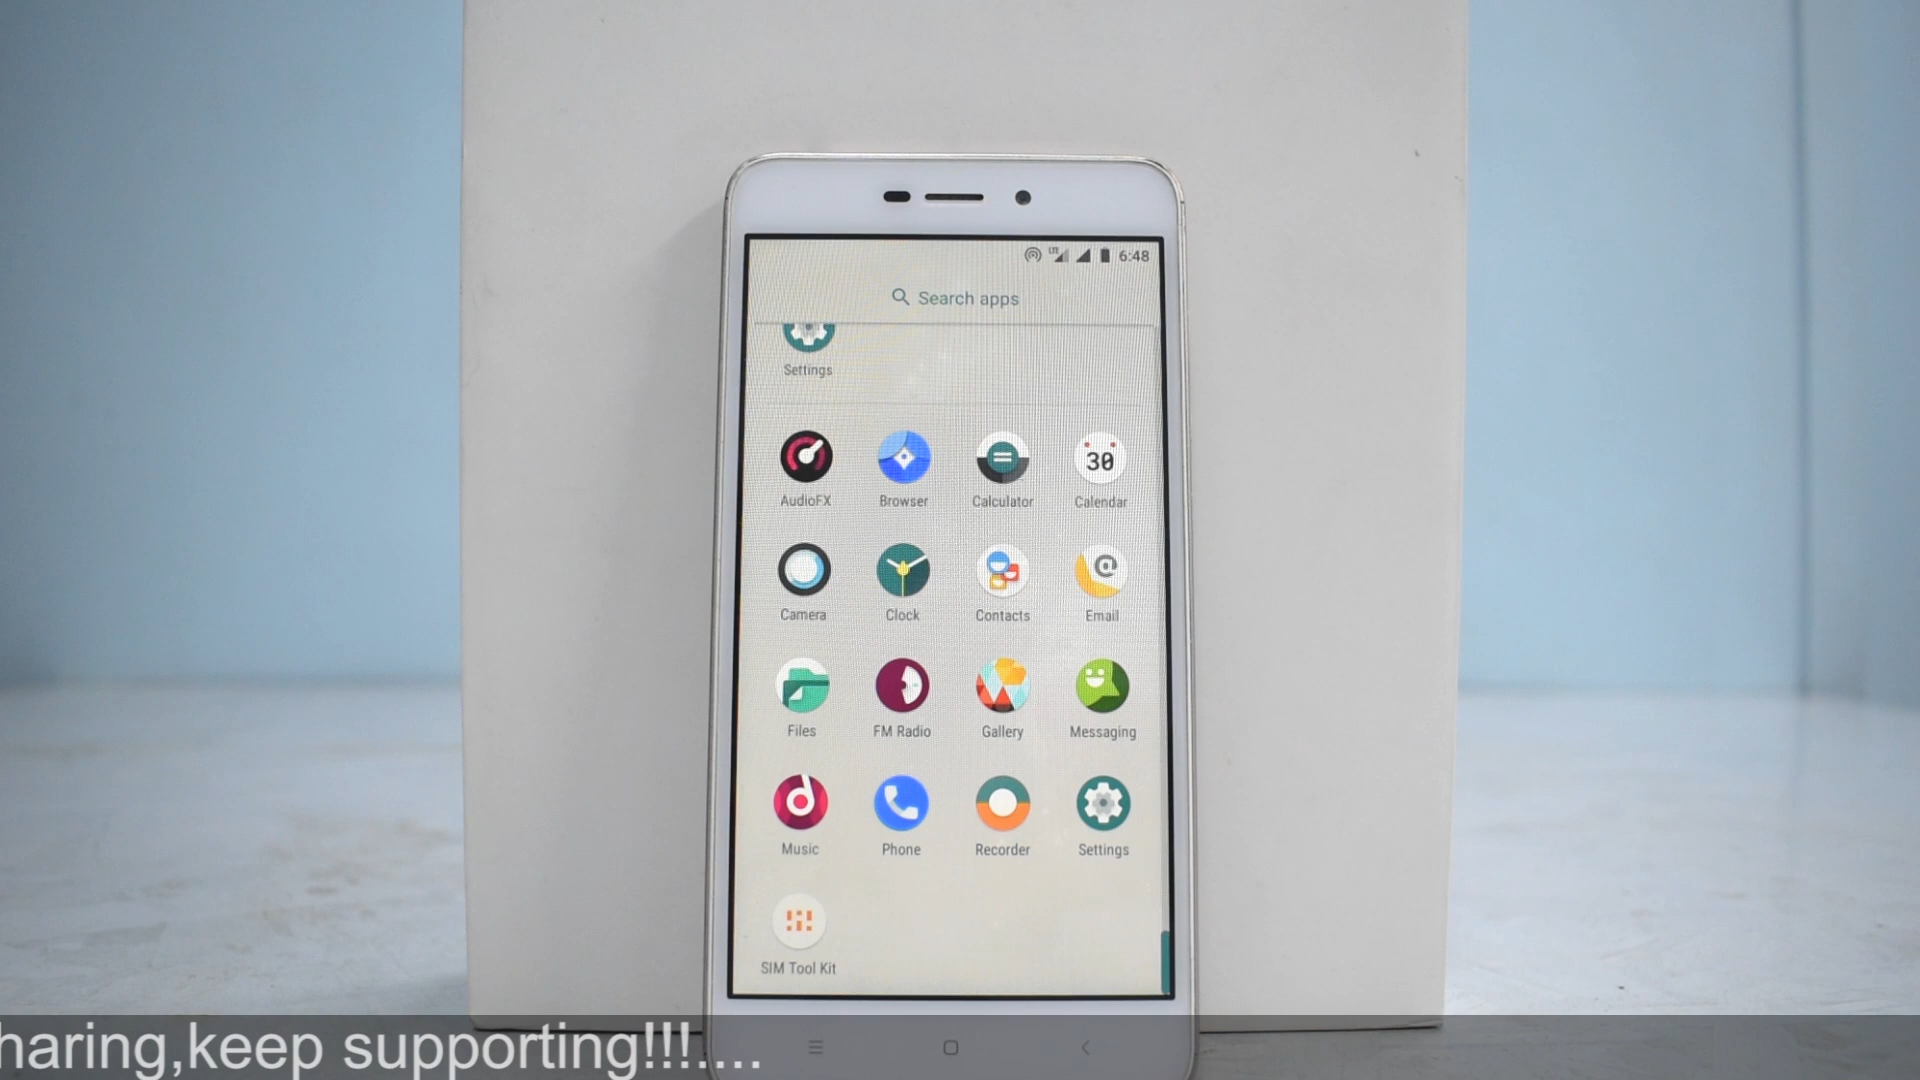 LTE 6:48
Search apps
Settings
30
AudioFX Browser Calculator Calendar
@
Camera Clock Contacts Email
Files FM Radio Gallery Messaging
Music Phone Recorder Settings
SIM Tool Kit
haring,keep supporting!!!....